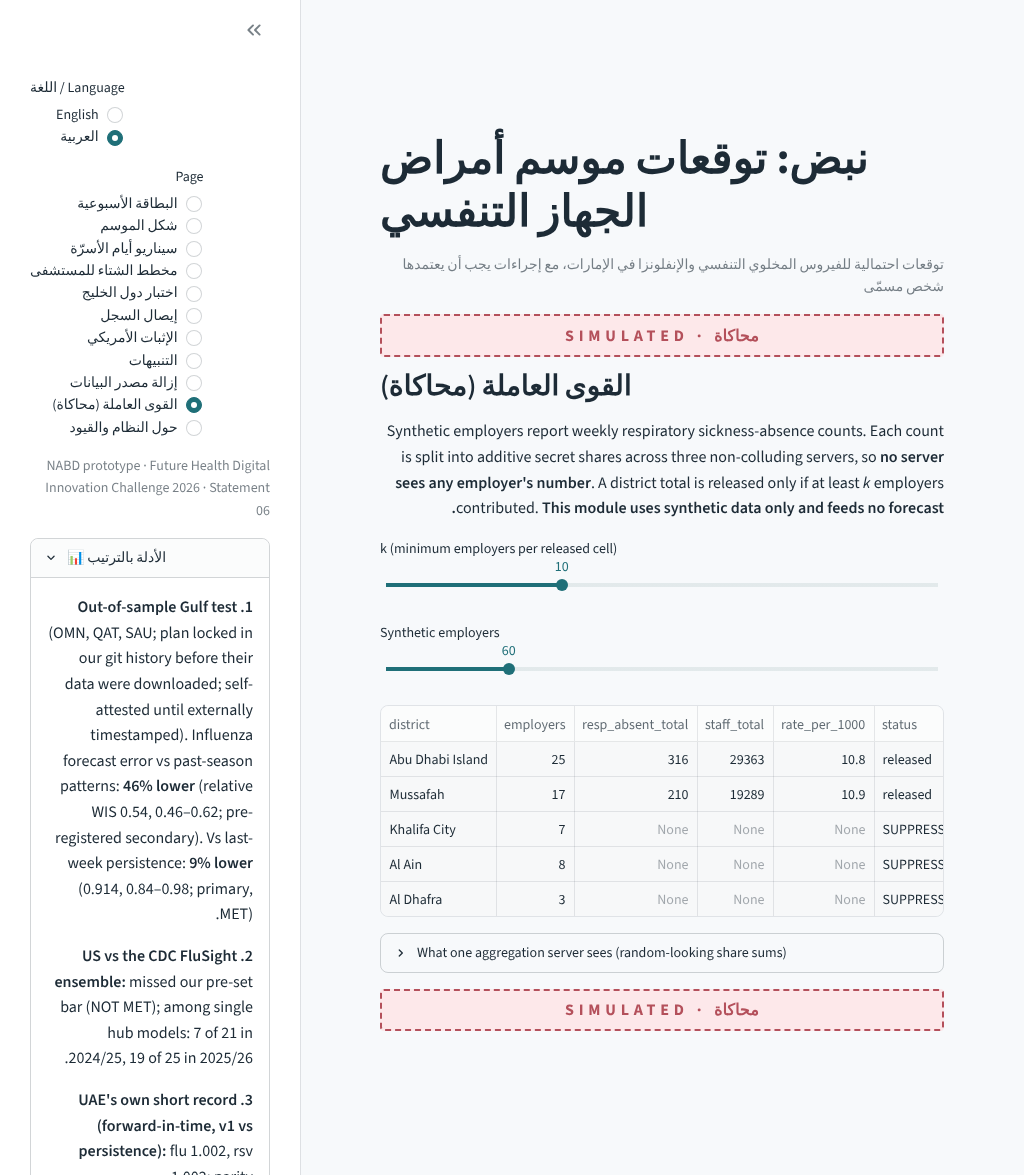 اللغة / Language
English
العربية
Page
البطاقة الأسبوعية
شكل الموسم
سيناريو أيام الأسرّة
مخطط الشتاء للمستشفى
اختبار دول الخليج
إيصال السجل
الإثبات الأمريكي
التنبيهات
إزالة مصدر البيانات
القوى العاملة (محاكاة)
حول النظام والقيود
NABD prototype · Future Health Digital
Innovation Challenge 2026 · Statement
06
📊 الأدلة بالترتيب
1. Out-of-sample Gulf test
(OMN, QAT, SAU; plan locked in
our git history before their
data were downloaded; self-
attested until externally
timestamped). Influenza
forecast error vs past-season
patterns: 46% lower (relative
WIS 0.54, 0.46–0.62; pre-
registered secondary). Vs last-
week persistence: 9% lower
(0.914, 0.84–0.98; primary,
MET).
2. US vs the CDC FluSight
ensemble: missed our pre-set
bar (NOT MET); among single
hub models: 7 of 21 in
2024/25, 19 of 25 in 2025/26.
3. UAE's own short record
(forward-in-time, v1 vs
persistence): flu 1.002, rsv
نبض: توقعات موسم أمراض
الجهاز التنفسي
توقعات احتمالية للفيروس المخلوي التنفسي والإنفلونزا في الإمارات، مع إجراءات يجب أن يعتمدها
شخص مسمّى
SIMULATED · محاكاة
القوى العاملة (محاكاة)
Synthetic employers report weekly respiratory sickness-absence counts. Each count
is split into additive secret shares across three non-colluding servers, so no server
sees any employer's number. A district total is released only if at least k employers
contributed. This module uses synthetic data only and feeds no forecast.
k (minimum employers per released cell)
10
Synthetic employers
60
district employers resp_absent_total staff_total rate_per_1000 status
Abu Dhabi Island 25 316 29363 10.8 released
Mussafah 17 210 19289 10.9 released
Khalifa City 7 None None None SUPPRESS
Al Ain 8 None None None SUPPRESS
Al Dhafra 3 None None None SUPPRESS
What one aggregation server sees (random-looking share sums)
SIMULATED · محاكاة